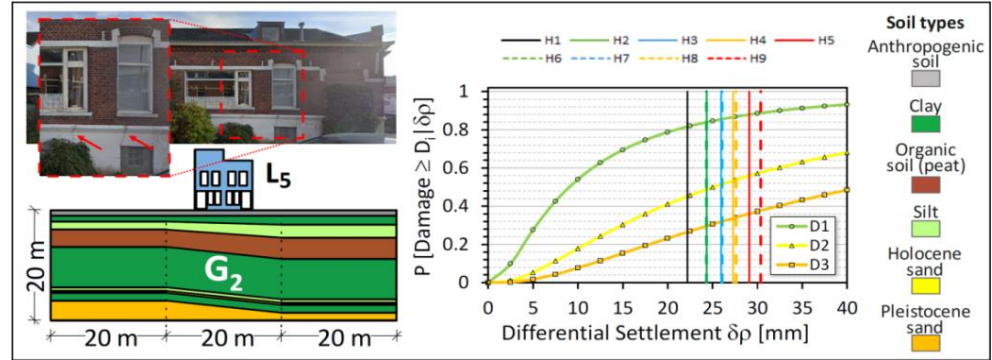 L5
G2
20 m
20 m
20 m
20 m
H1 H2 H3 H4 H5
H6 H7 H8 H9
P [Damage ≥ Di|δρ]
1
0.8
0.6
0.4
0.2
0
D1
D2
D3
0 5 10 15 20 25 30 35 40
Differential Settlement δρ [mm]
Soil types
Anthropogenic
soil
Clay
Organic
soil (peat)
Silt
Holocene
sand
Pleistocene
sand